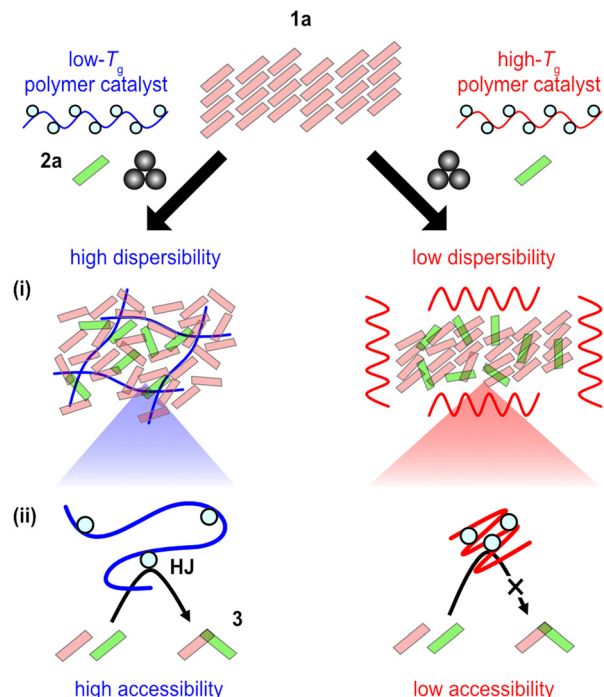 1a
low-Tg
polymer catalyst
high-Tg
polymer catalyst
2a
high dispersibility
low dispersibility
(i)
(ii)
HJ
3
high accessibility
low accessibility